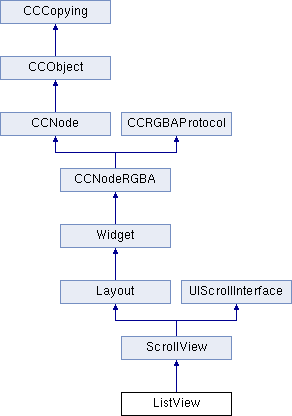 CCCopying
CCObject
CCNode
CCRGBAProtocol
CCNodeRGBA
Widget
Layout
UIScrollInterface
ScrollView
ListView